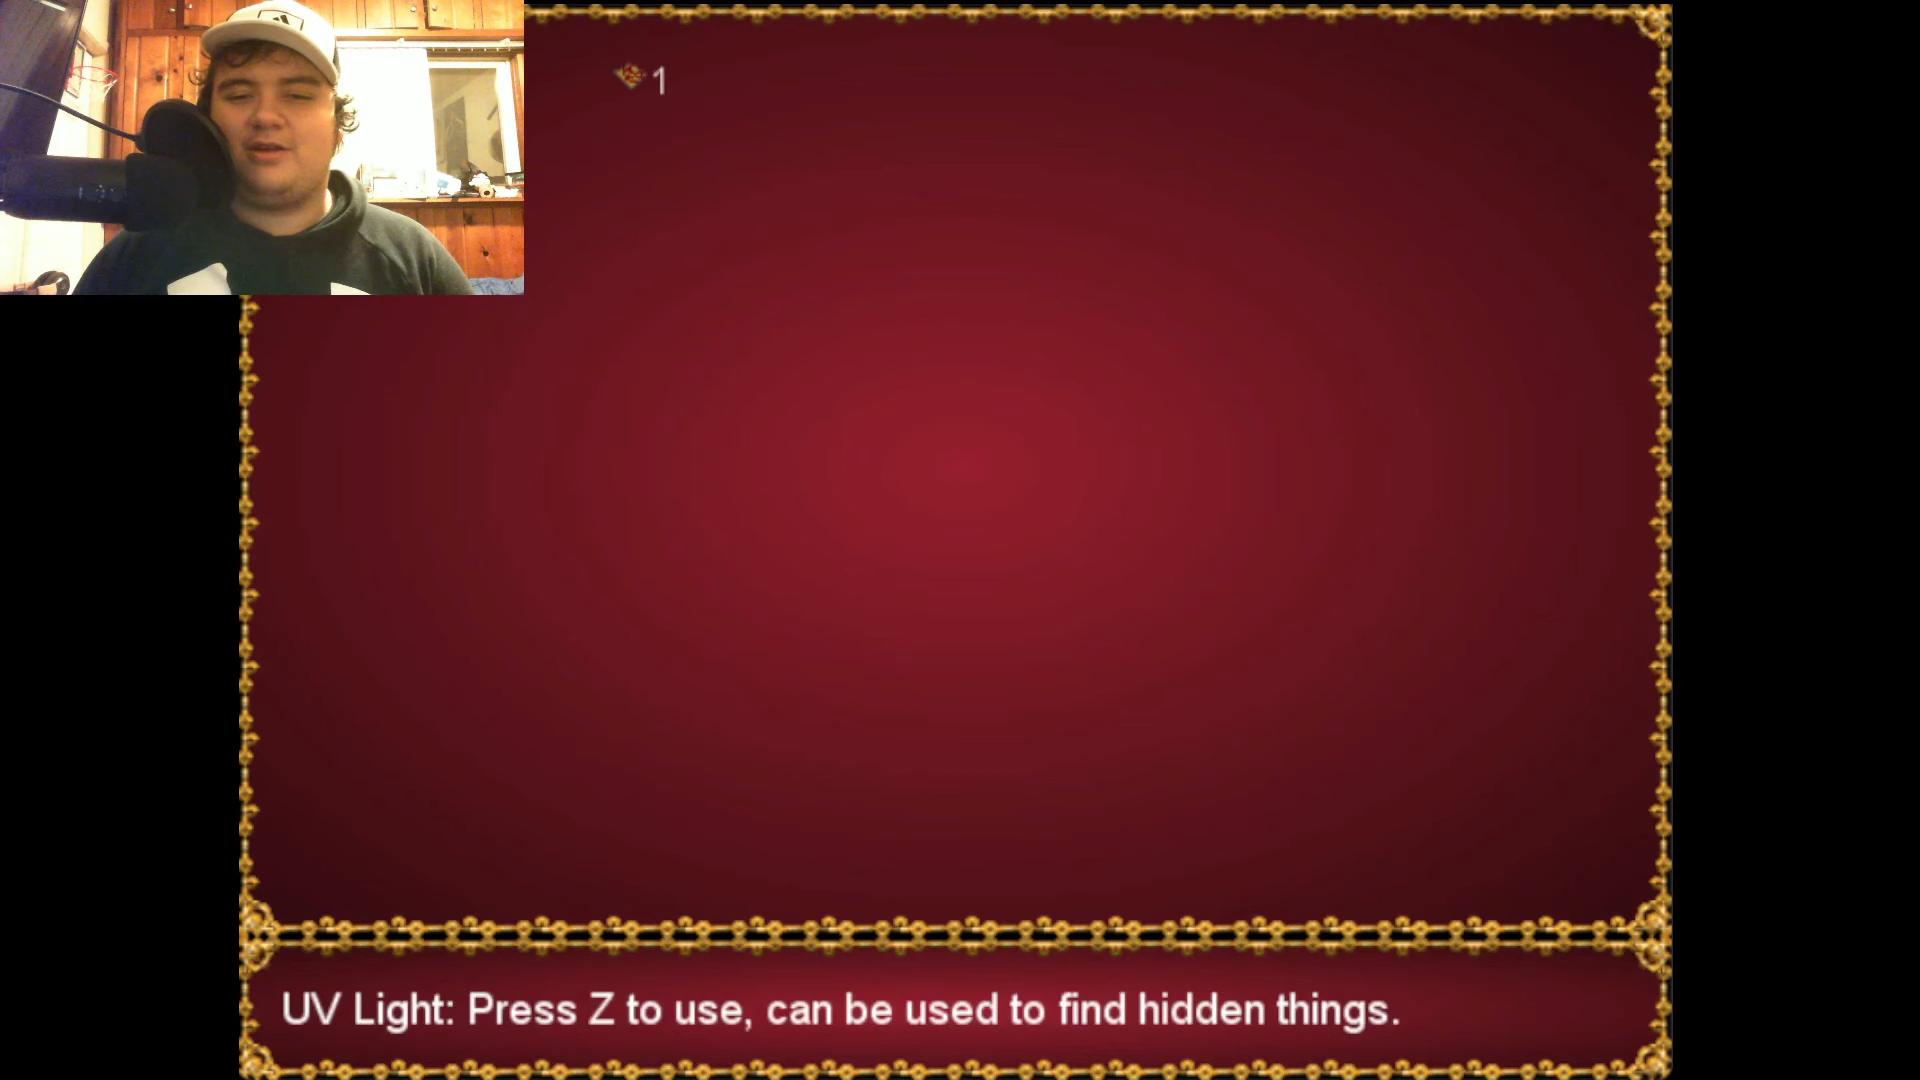 1
UV Light: Press Z to use, can be used to find hidden things.